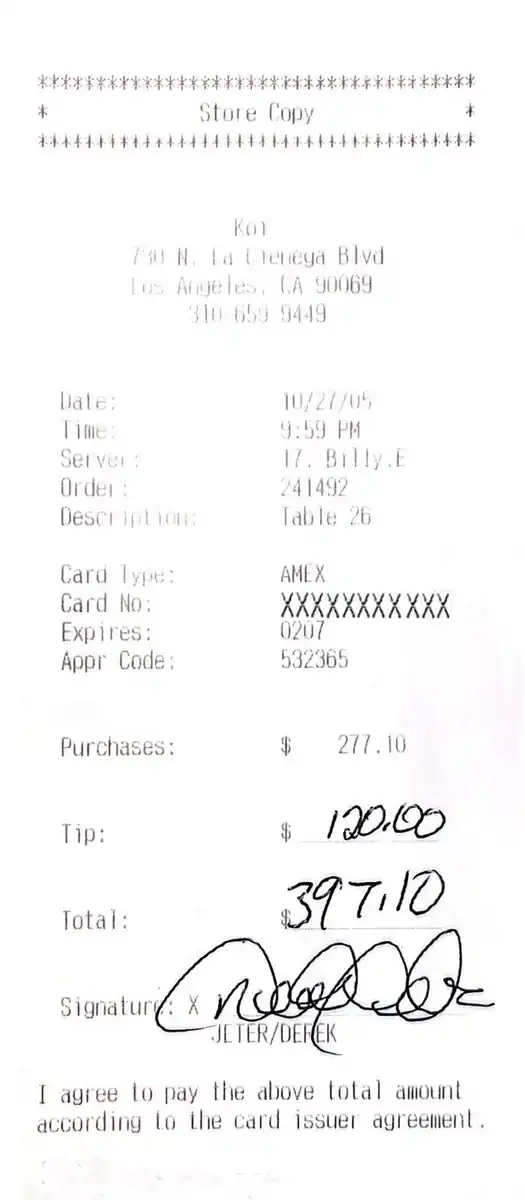 ***************************************
* Store Copy *
***************************************
Koi
730 N. La Cienega Blvd
Los Angeles, CA 90069
310 659 9449
Date: 10/27/05
Time: 9:59 PM
Server: 17. Billy.E
Order: 241492
Description: Table 26
Card Type: AMEX
Card No: XXXXXXXXXXX
Expires: 0207
Appr Code: 532365
Purchases: $ 277.10
Tip: $ 120.00
Total: $ 397.10
Signature: X
JETER/DEREK
I agree to pay the above total amount
according to the card issuer agreement.